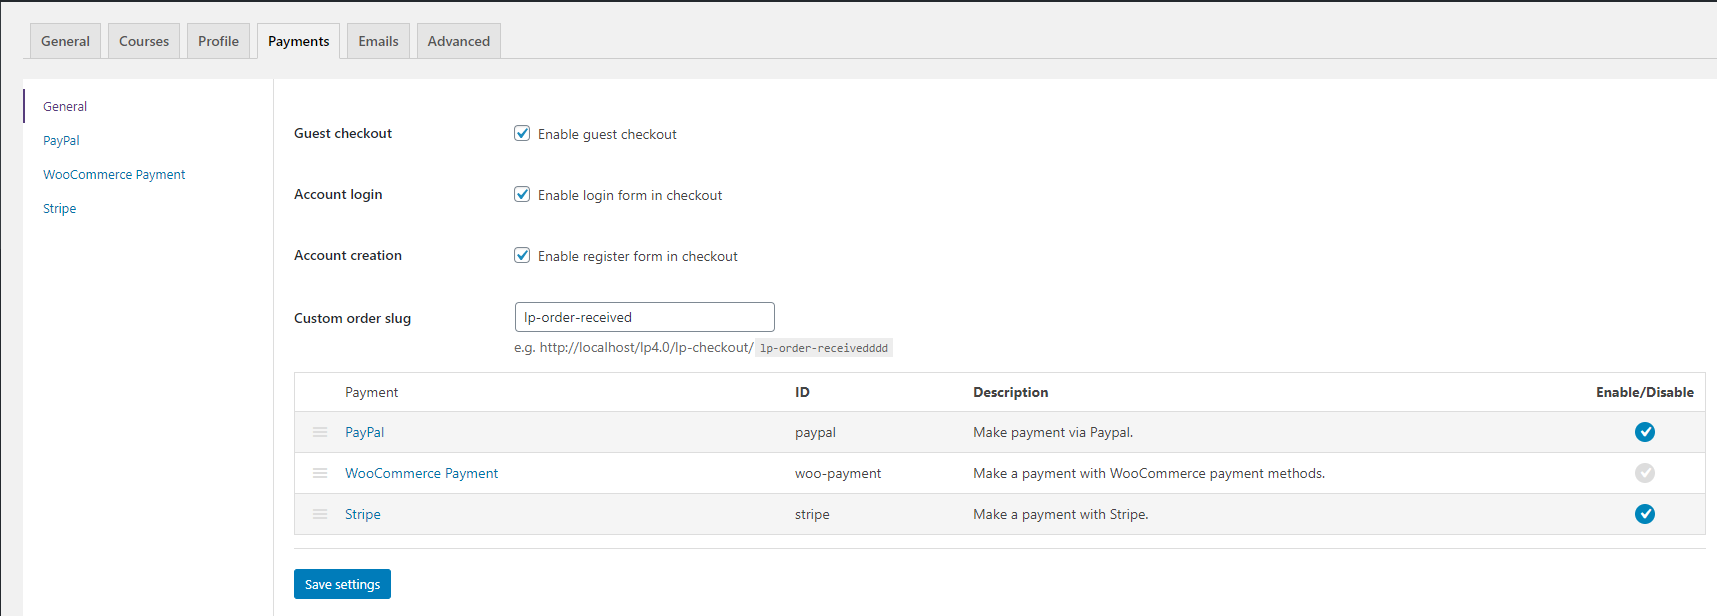 General Courses Profile Payments Emails Advanced
General
PayPal
WooCommerce Payment
Stripe
Guest checkout Enable guest checkout
Account login Enable login form in checkout
Account creation Enable register form in checkout
Custom order slug lp-order-received
e.g. http://localhost/lp4.0/lp-checkout/ lp-order-receivedddd
Payment ID Description Enable/Disable
PayPal paypal Make payment via Paypal.
WooCommerce Payment woo-payment Make a payment with WooCommerce payment methods.
Stripe stripe Make a payment with Stripe.
Save settings